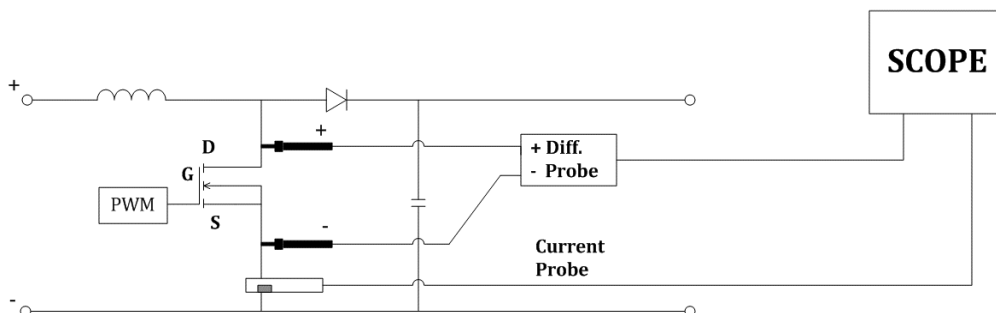 SCOPE
+
+
D
+ Diff.
- Probe
G
PWM
S
-
Current
Probe
-